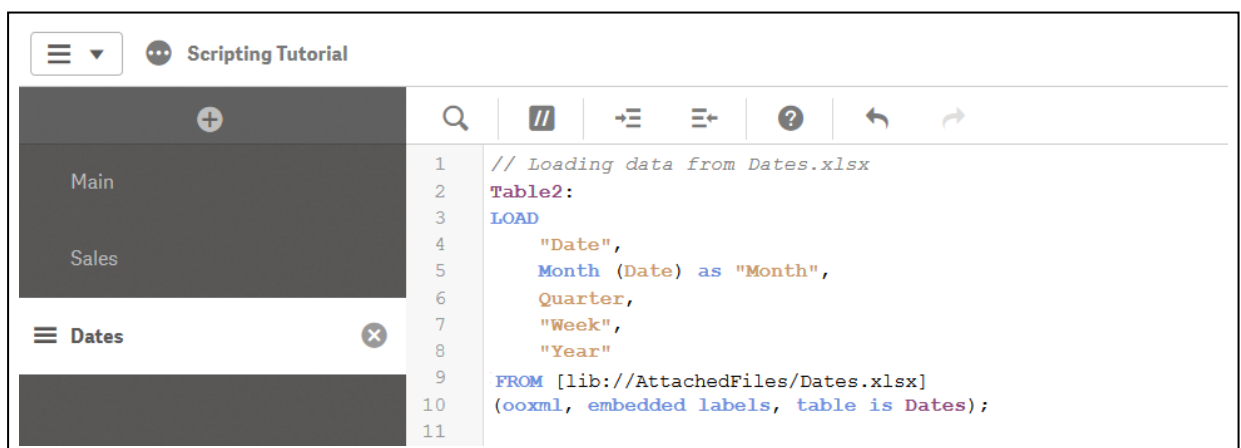 Scripting Tutorial
Main
Sales
Dates
1 // Loading data from Dates.xlsx
2 Table2:
3 LOAD
4 "Date",
5 Month (Date) as "Month",
6 Quarter,
7 "Week",
8 "Year"
9 FROM [lib://AttachedFiles/Dates.xlsx]
10 (ooxml, embedded labels, table is Dates);
11